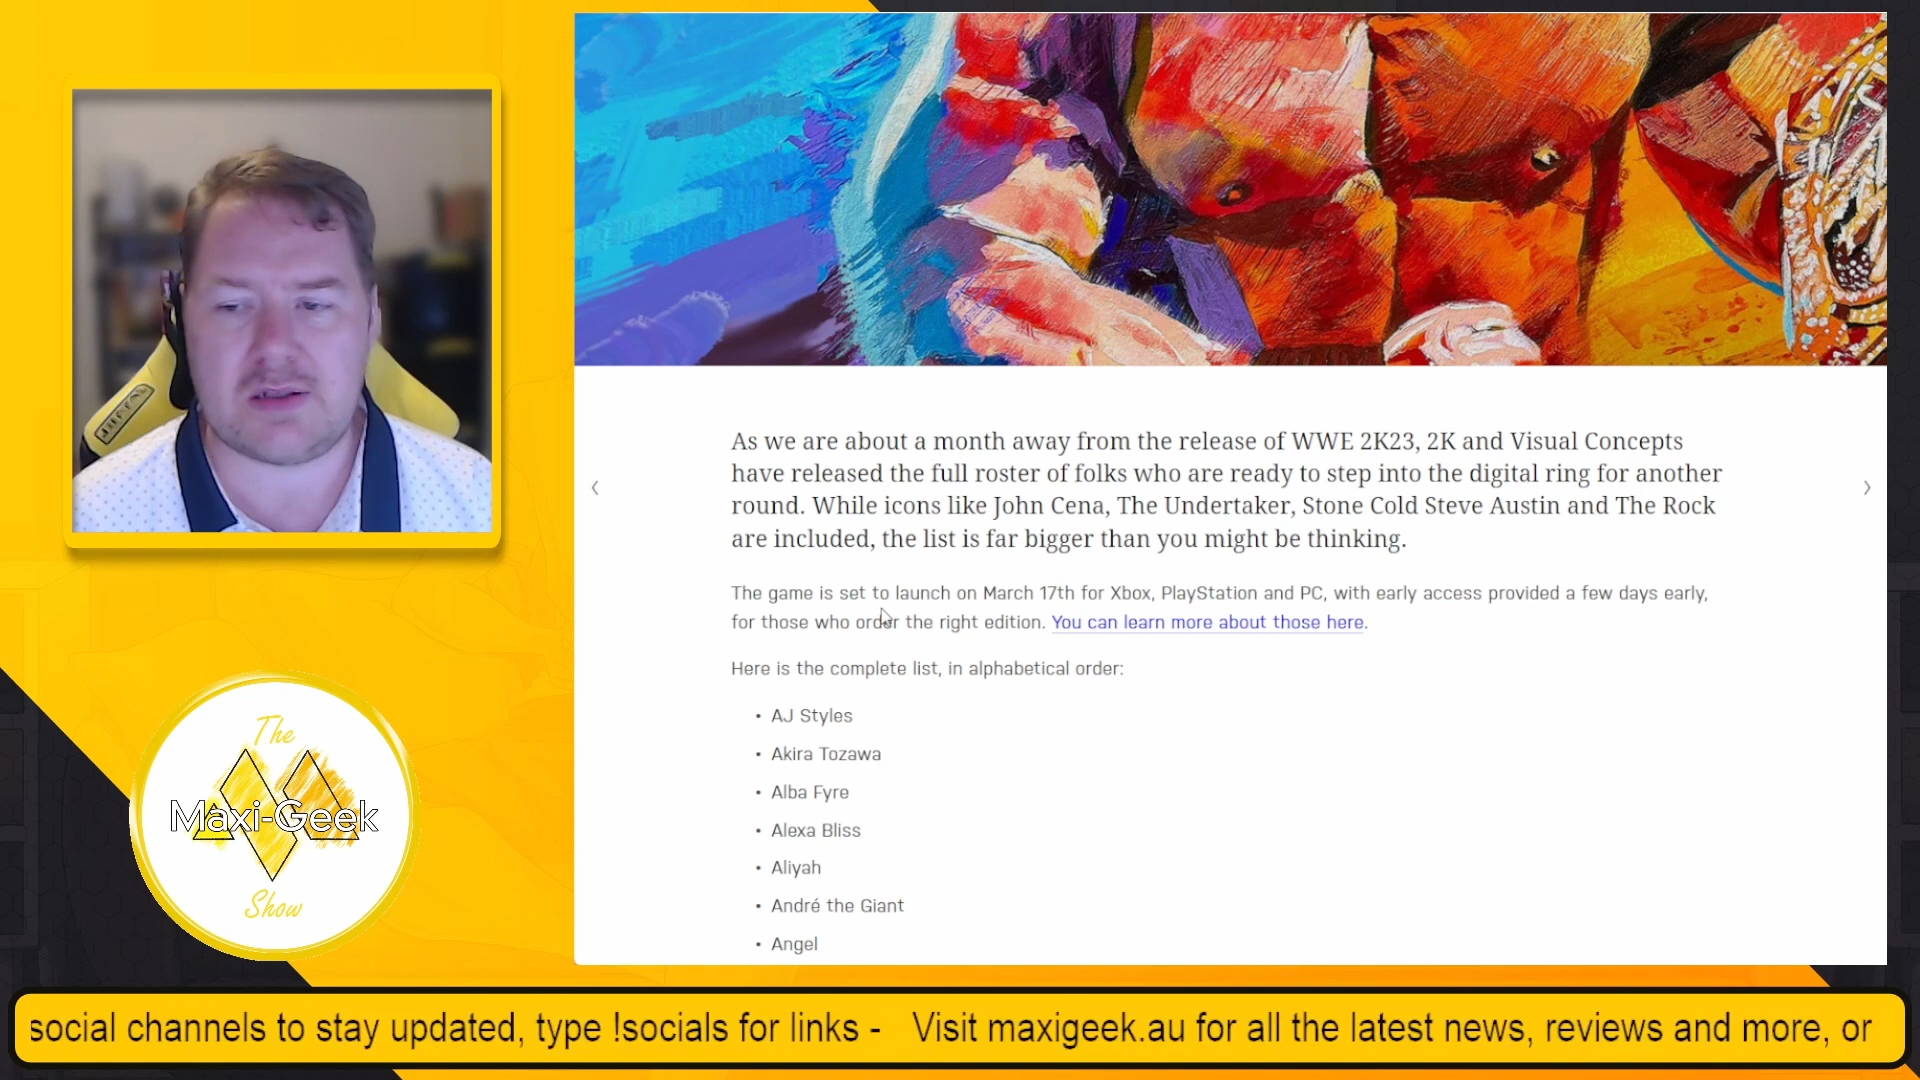 As we are about a month away from the release of WWE 2K23, 2K and Visual Concepts
have released the full roster of folks who are ready to step into the digital ring for another
round. While icons like John Cena, The Undertaker, Stone Cold Steve Austin and The Rock
are included, the list is far bigger than you might be thinking.
The game is set to launch on March 17th for Xbox, PlayStation and PC, with early access provided a few days early,
for those who order the right edition. You can learn more about those here.
Here is the complete list, in alphabetical order:
• AJ Styles
• Akira Tozawa
• Alba Fyre
• Alexa Bliss
• Aliyah
• André the Giant
• Angel
The
Maxi-Geek
Show
social channels to stay updated, type !socials for links - Visit maxigeek.au for all the latest news, reviews and more, or